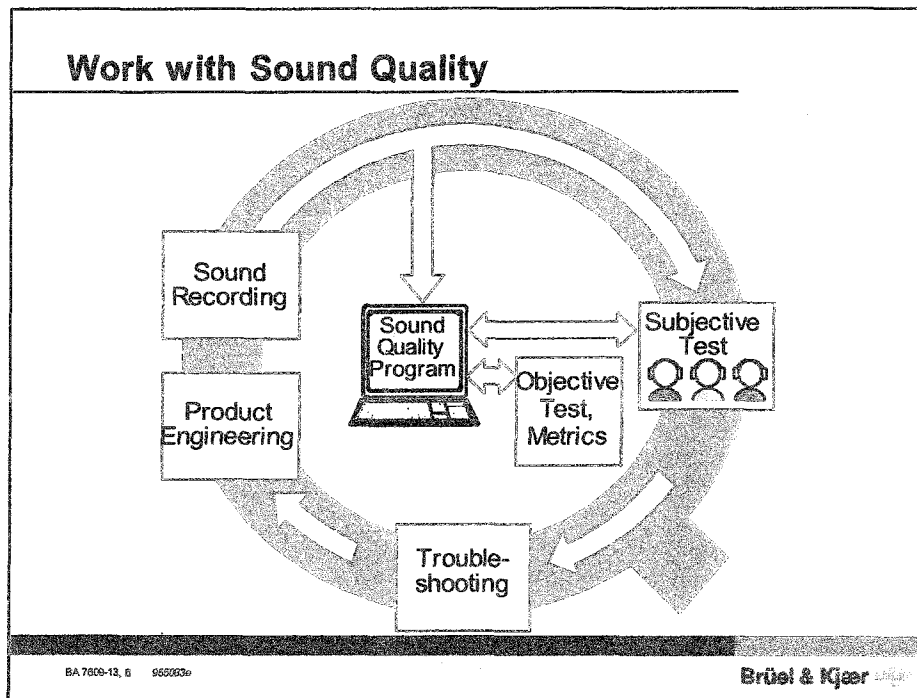 Work with Sound Quality
Sound
Recording
Sound
Quality
Program
Subjective
Test
Objective
Test,
Metrics
Product
Engineering
Trouble-
shooting
BA 7609-13, 6 955093e
Brüel & Kjær